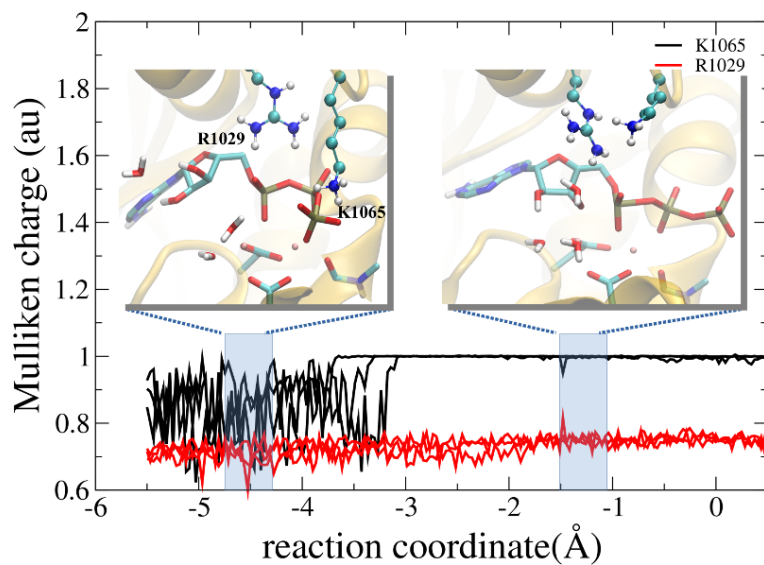 2
1.8
1.6
1.4
1.2
1
0.8
0.6
Mulliken charge (au)
K1065
R1029
R1029
K1065
-6
-5
-4
-3
-2
-1
0
reaction coordinate(Å)